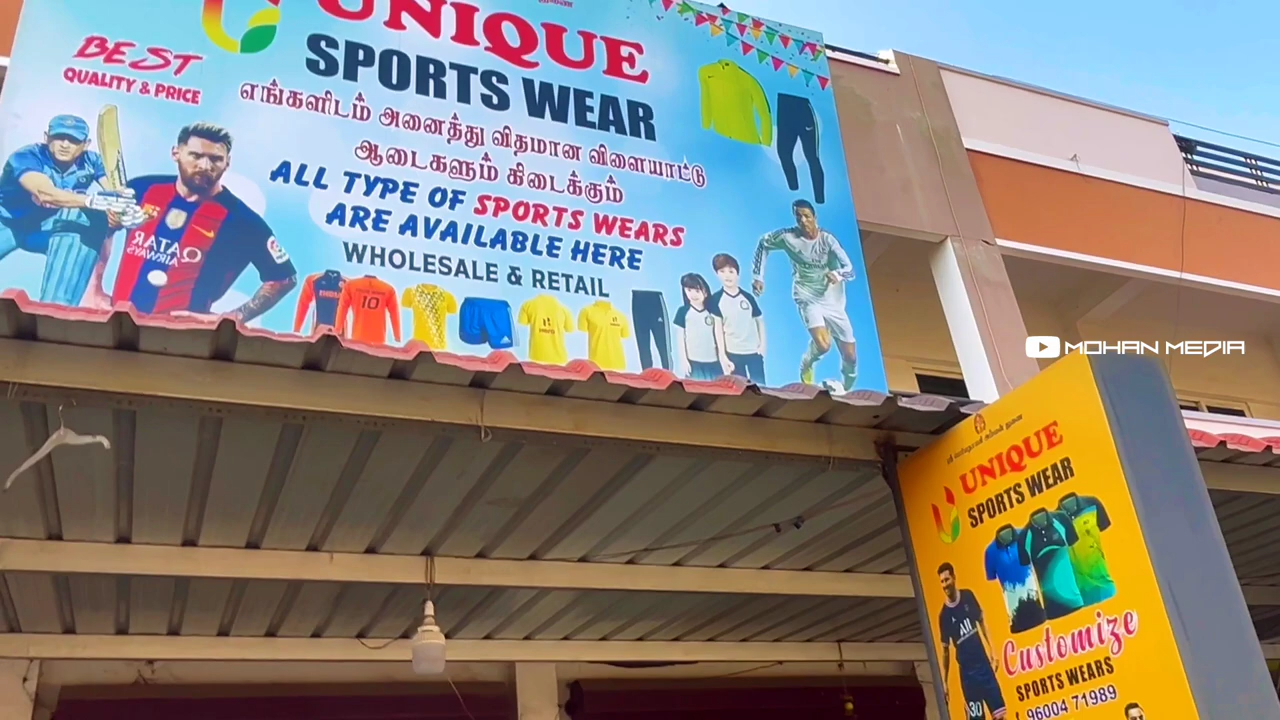 UNIQUE
SPORTS WEAR
BEST
QUALITY & PRICE
எங்களிடம் அனைத்து விதமான விளையாட்டு
ஆடைகளும் கிடைக்கும்
ALL TYPE OF SPORTS WEARS
ARE AVAILABLE HERE
WHOLESALE & RETAIL
QATAR
AIRWAYS
10
MOHAN MEDIA
UNIQUE
SPORTS WEAR
Customize
SPORTS WEARS
96004 71989
30